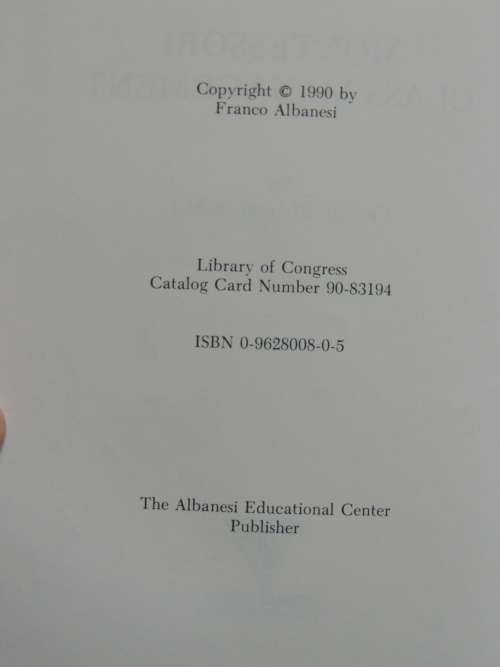 Copyright © 1990 by
Franco Albanesi
Library of Congress
Catalog Card Number 90-83194
ISBN 0-9628008-0-5
The Albanesi Educational Center
Publisher